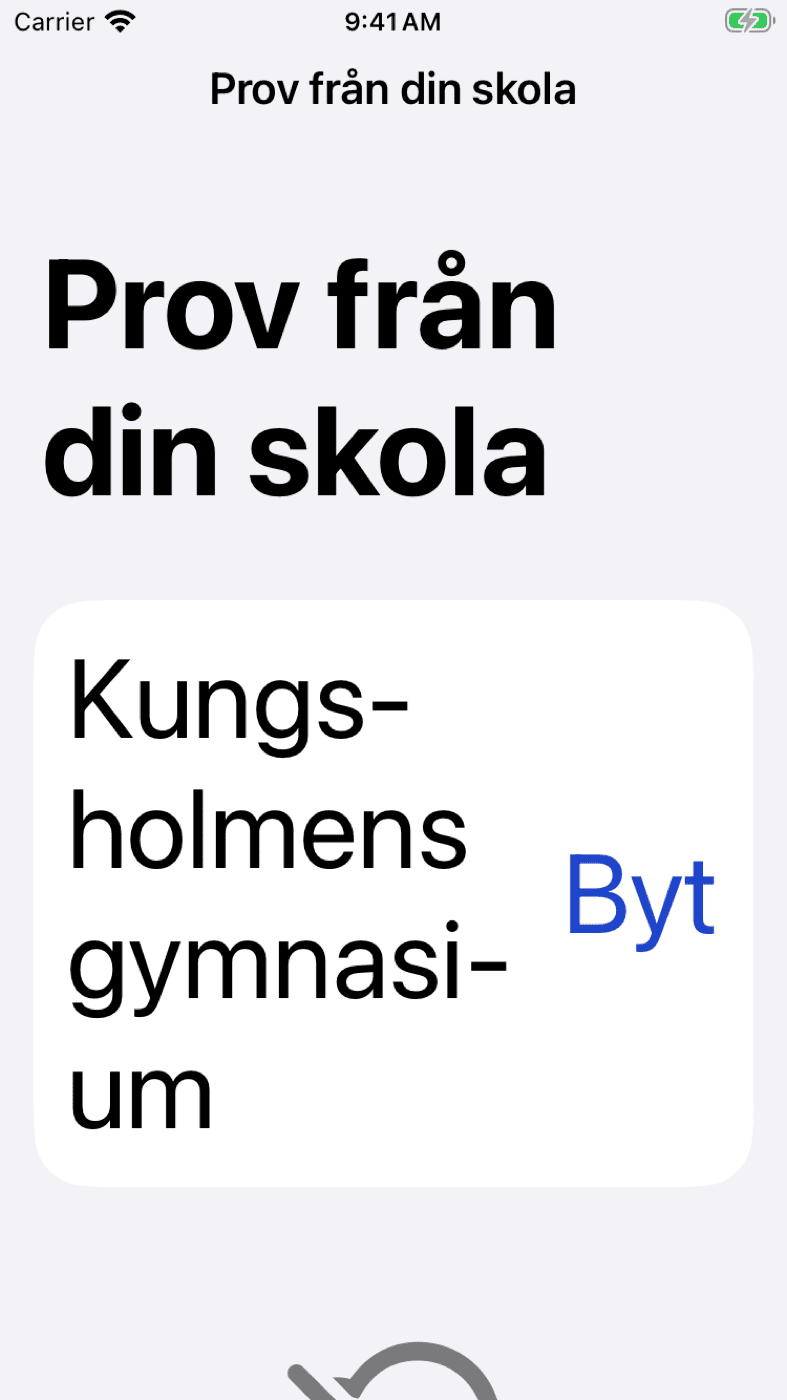 Carrier 9:41 AM
Prov från din skola
Prov från
din skola
Kungs-
holmens
gymnasi-
um
Byt